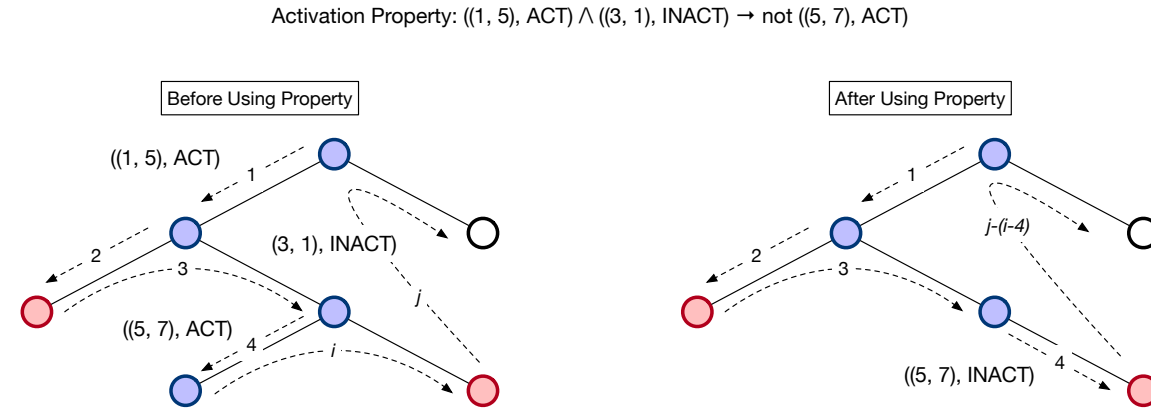 Activation Property: ((1, 5), ACT) ⋀ ((3, 1), INACT) → not ((5, 7), ACT)
Before Using Property
((1, 5), ACT)
1
2
(3, 1), INACT)
3
j
((5, 7), ACT)
4
i
After Using Property
1
j-(i-4)
2
3
4
((5, 7), INACT)